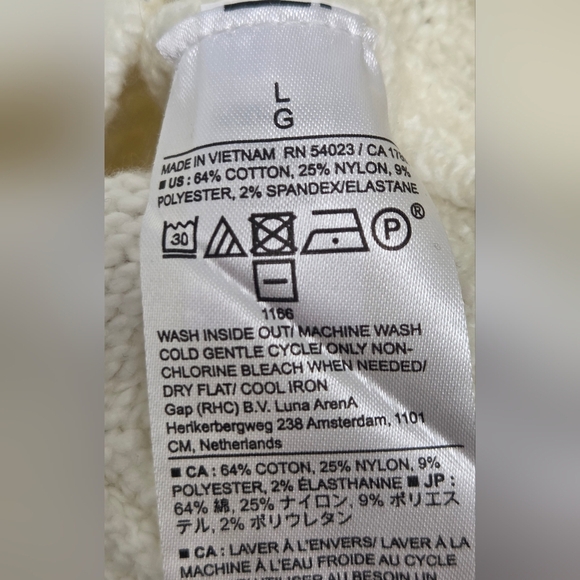 L
G
MADE IN VIETNAM RN 54023 / CA
■ US : 64% COTTON, 25% NYLON, 9%
POLYESTER, 2% SPANDEX/ELASTANE
30 P®
1166
WASH INSIDE OUT/ MACHINE WASH
COLD GENTLE CYCLE/ ONLY NON-
CHLORINE BLEACH WHEN NEEDED/
DRY FLAT/ COOL IRON
Gap (RHC) B.V. Luna ArenA
Herikerbergweg 238 Amsterdam, 1101
CM, Netherlands
■ CA : 64% COTON, 25% NYLON, 9%
POLYESTER, 2% ÉLASTHANNE ■ JP :
64% 綿, 25% ナイロン, 9% ポリエス
テル, 2% ポリウレタン
■ CA : LAVER À L'ENVERS/ LAVER À LA
MACHINE À L'EAU FROIDE AU CYCLE
AU BESOIN UN